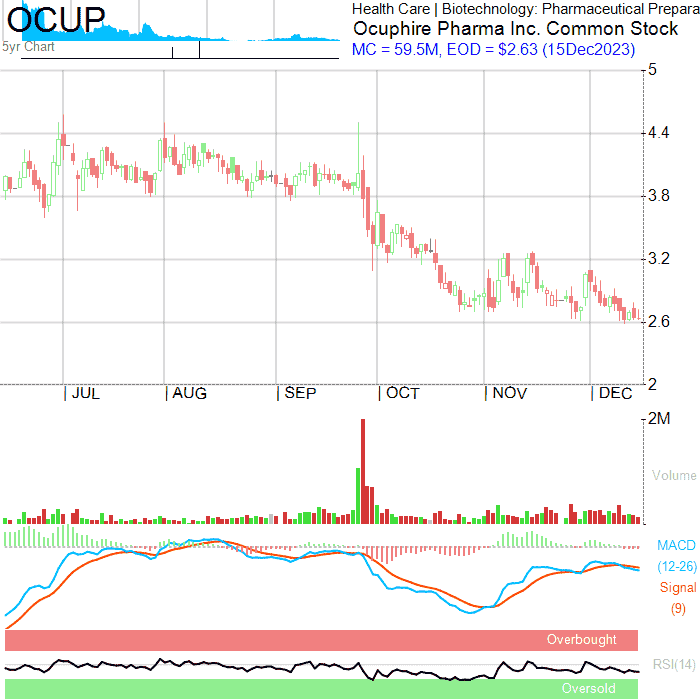 OCUP
5yr Chart
Health Care | Biotechnology: Pharmaceutical Prepara
Ocuphire Pharma Inc. Common Stock
MC = 59.5M, EOD = $2.63 (15Dec2023)
5
4.4
3.8
3.2
2.6
2
JUL
AUG
SEP
OCT
NOV
DEC
2M
Volume
MACD
(12-26)
Signal
(9)
Overbought
RSI(14)
Oversold